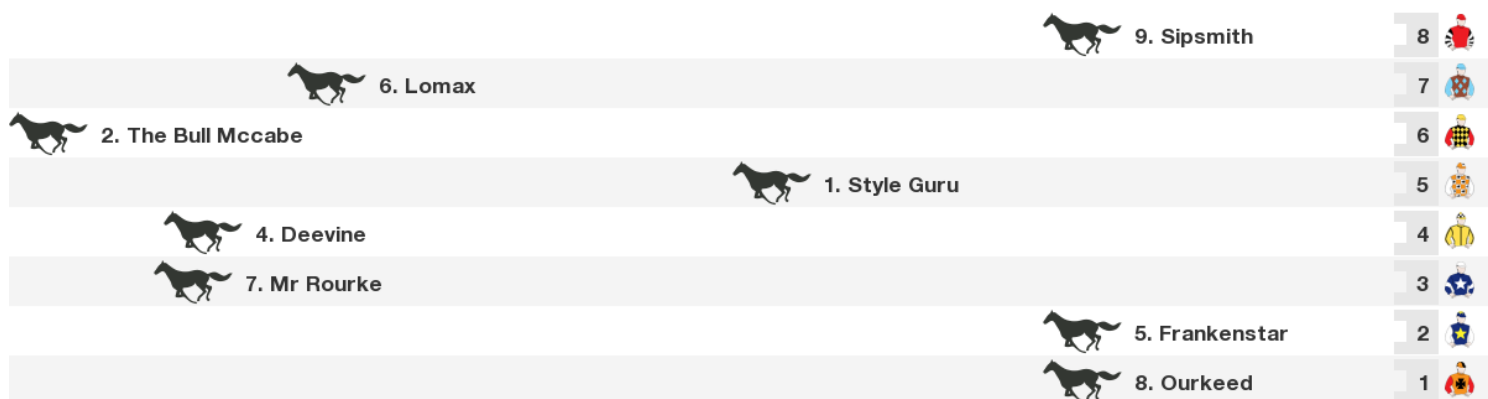 9. Sipsmith 8
6. Lomax 7
2. The Bull Mccabe 6
1. Style Guru 5
4. Deevine 4
7. Mr Rourke 3
5. Frankenstar 2
8. Ourkeed 1